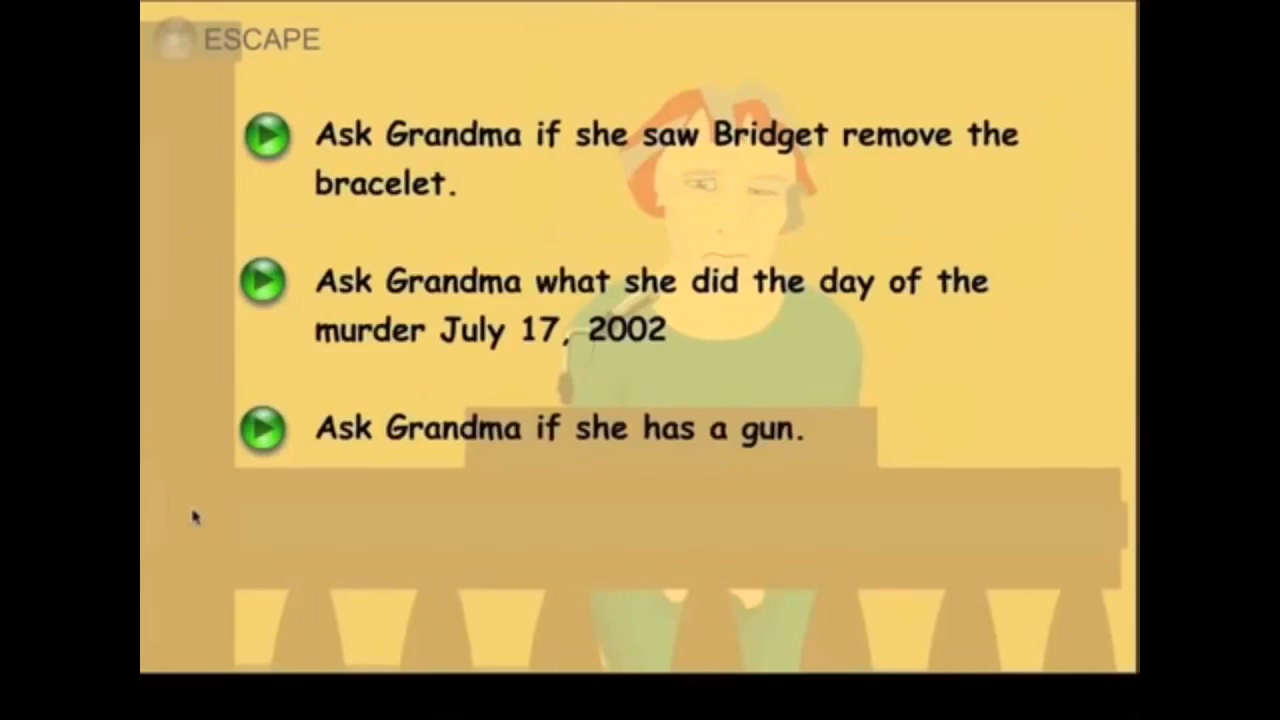 ESCAPE
Ask Grandma if she saw Bridget remove the
bracelet.
Ask Grandma what she did the day of the
murder July 17, 2002
Ask Grandma if she has a gun.